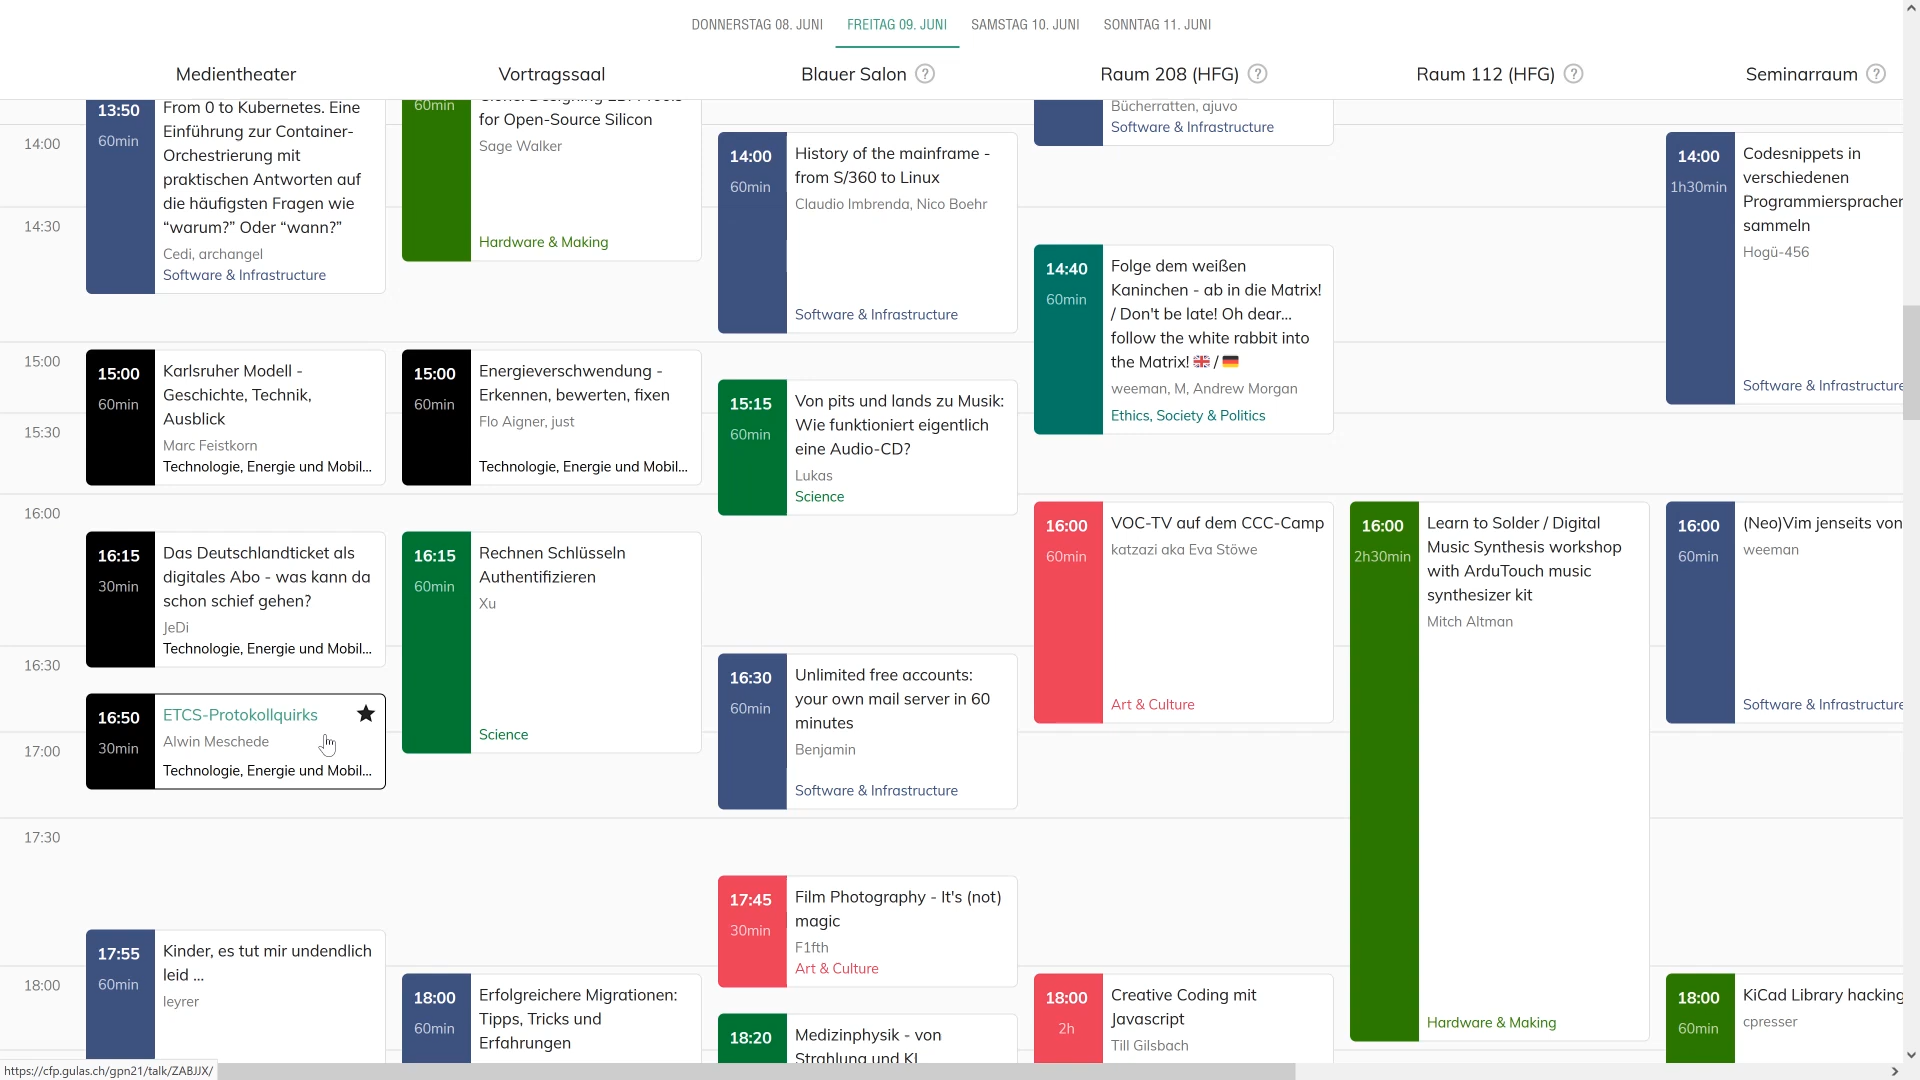 DONNERSTAG 08. JUNI
FREITAG 09. JUNI
SAMSTAG 10. JUNI
SONNTAG 11. JUNI
Medientheater
Vortragssaal
Blauer Salon ?
Raum 208 (HFG) ?
Raum 112 (HFG) ?
Seminarraum ?
14:00
14:30
15:00
15:30
16:00
16:30
17:00
17:30
18:00
13:50
60min
From 0 to Kubernetes. Eine
Einführung zur Container-
Orchestrierung mit
praktischen Antworten auf
die häufigsten Fragen wie
“warum?” Oder “wann?”
Cedi, archangel
Software & Infrastructure
15:00
60min
Karlsruher Modell -
Geschichte, Technik,
Ausblick
Marc Feistkorn
Technologie, Energie und Mobil...
16:15
30min
Das Deutschlandticket als
digitales Abo - was kann da
schon schief gehen?
JeDi
Technologie, Energie und Mobil...
16:50
30min
ETCS-Protokollquirks
Alwin Meschede
Technologie, Energie und Mobil...
17:55
60min
Kinder, es tut mir undendlich
leid ...
leyrer
60min
for Open-Source Silicon
Sage Walker
Hardware & Making
15:00
60min
Energieverschwendung -
Erkennen, bewerten, fixen
Flo Aigner, just
Technologie, Energie und Mobil...
16:15
60min
Rechnen Schlüsseln
Authentifizieren
Xu
Science
18:00
60min
Erfolgreichere Migrationen:
Tipps, Tricks und
Erfahrungen
14:00
60min
History of the mainframe -
from S/360 to Linux
Claudio Imbrenda, Nico Boehr
Software & Infrastructure
15:15
60min
Von pits und lands zu Musik:
Wie funktioniert eigentlich
eine Audio-CD?
Lukas
Science
16:30
60min
Unlimited free accounts:
your own mail server in 60
minutes
Benjamin
Software & Infrastructure
17:45
30min
Film Photography - It's (not)
magic
F1fth
Art & Culture
18:20
Medizinphysik - von
Strahlung und KI
Bücherratten, ajuvo
Software & Infrastructure
14:40
60min
Folge dem weißen
Kaninchen - ab in die Matrix!
/ Don't be late! Oh dear...
follow the white rabbit into
the Matrix! 🇬🇧 / 🇩🇪
weeman, M, Andrew Morgan
Ethics, Society & Politics
16:00
60min
VOC-TV auf dem CCC-Camp
katzazi aka Eva Stöwe
Art & Culture
18:00
2h
Creative Coding mit
Javascript
Till Gilsbach
16:00
2h30min
Learn to Solder / Digital
Music Synthesis workshop
with ArduTouch music
synthesizer kit
Mitch Altman
Hardware & Making
14:00
1h30min
Codesnippets in
verschiedenen
Programmiersprachen
sammeln
Hogü-456
Software & Infrastructure
16:00
60min
(Neo)Vim jenseits von
weeman
Software & Infrastructure
18:00
60min
KiCad Library hacking
cpresser
https://cfp.gulas.ch/gpn21/talk/ZABJJX/